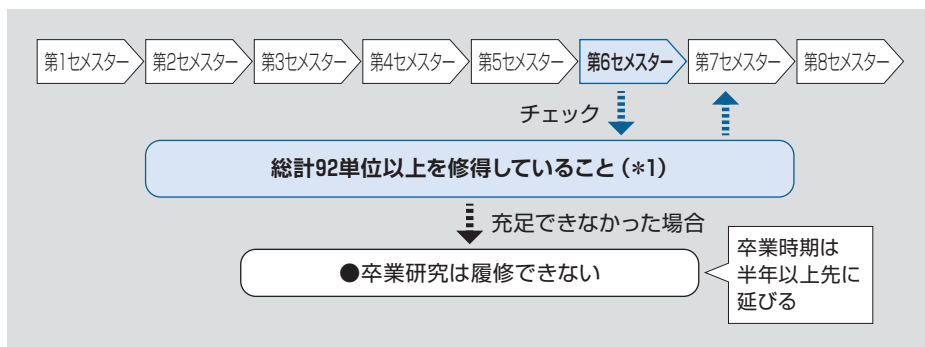 第1セメスター 第2セメスター 第3セメスター 第4セメスター 第5セメスター 第6セメスター 第7セメスター 第8セメスター
チェック
総計92単位以上を修得していること（*1）
充足できなかった場合
●卒業研究は履修できない
卒業時期は
半年以上先に
延びる